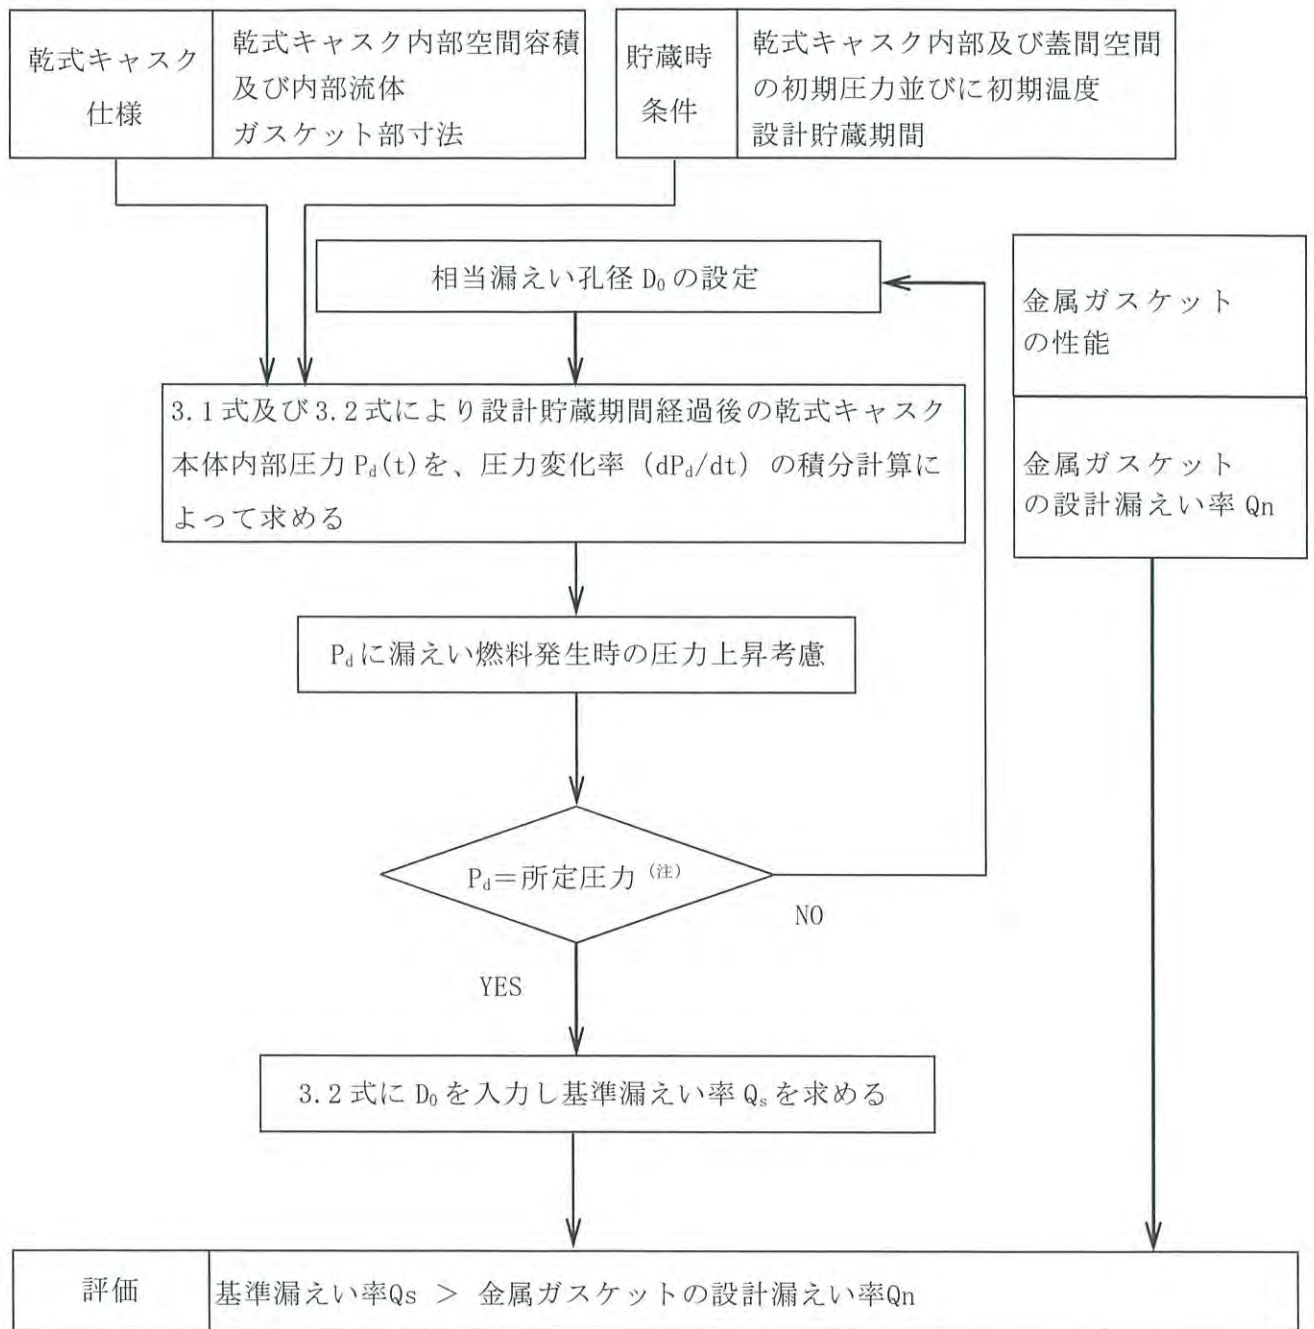 乾式キャスク
仕様
乾式キャスク内部空間容積
及び内部流体
ガスケット部寸法
貯蔵時
条件
乾式キャスク内部及び蓋間空間
の初期圧力並びに初期温度
設計貯蔵期間
相当漏えい孔径 D₀ の設定
金属ガスケット
の性能
3.1式及び3.2式により設計貯蔵期間経過後の乾式キャスク
本体内部圧力 Pd(t)を、圧力変化率（dPd/dt）の積分計算に
よって求める
金属ガスケット
の設計漏えい率 Qn
Pdに漏えい燃料発生時の圧力上昇考慮
Pd＝所定圧力（注）
NO
YES
3.2式に D₀ を入力し基準漏えい率 Qs を求める
評価
基準漏えい率Qs ＞ 金属ガスケットの設計漏えい率Qn